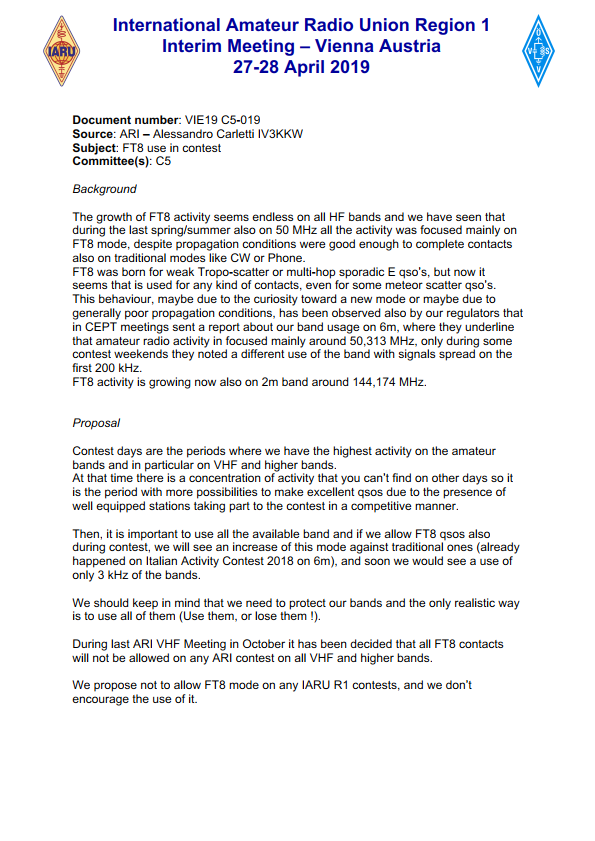 International Amateur Radio Union Region 1
Interim Meeting – Vienna Austria
27-28 April 2019
IARU
ÖVSV
Document number: VIE19 C5-019
Source: ARI – Alessandro Carletti IV3KKW
Subject: FT8 use in contest
Committee(s): C5
Background
The growth of FT8 activity seems endless on all HF bands and we have seen that
during the last spring/summer also on 50 MHz all the activity was focused mainly on
FT8 mode, despite propagation conditions were good enough to complete contacts
also on traditional modes like CW or Phone.
FT8 was born for weak Tropo-scatter or multi-hop sporadic E qso's, but now it
seems that is used for any kind of contacts, even for some meteor scatter qso's.
This behaviour, maybe due to the curiosity toward a new mode or maybe due to
generally poor propagation conditions, has been observed also by our regulators that
in CEPT meetings sent a report about our band usage on 6m, where they underline
that amateur radio activity in focused mainly around 50,313 MHz, only during some
contest weekends they noted a different use of the band with signals spread on the
first 200 kHz.
FT8 activity is growing now also on 2m band around 144,174 MHz.
Proposal
Contest days are the periods where we have the highest activity on the amateur
bands and in particular on VHF and higher bands.
At that time there is a concentration of activity that you can't find on other days so it
is the period with more possibilities to make excellent qsos due to the presence of
well equipped stations taking part to the contest in a competitive manner.
Then, it is important to use all the available band and if we allow FT8 qsos also
during contest, we will see an increase of this mode against traditional ones (already
happened on Italian Activity Contest 2018 on 6m), and soon we would see a use of
only 3 kHz of the bands.
We should keep in mind that we need to protect our bands and the only realistic way
is to use all of them (Use them, or lose them !).
During last ARI VHF Meeting in October it has been decided that all FT8 contacts
will not be allowed on any ARI contest on all VHF and higher bands.
We propose not to allow FT8 mode on any IARU R1 contests, and we don't
encourage the use of it.